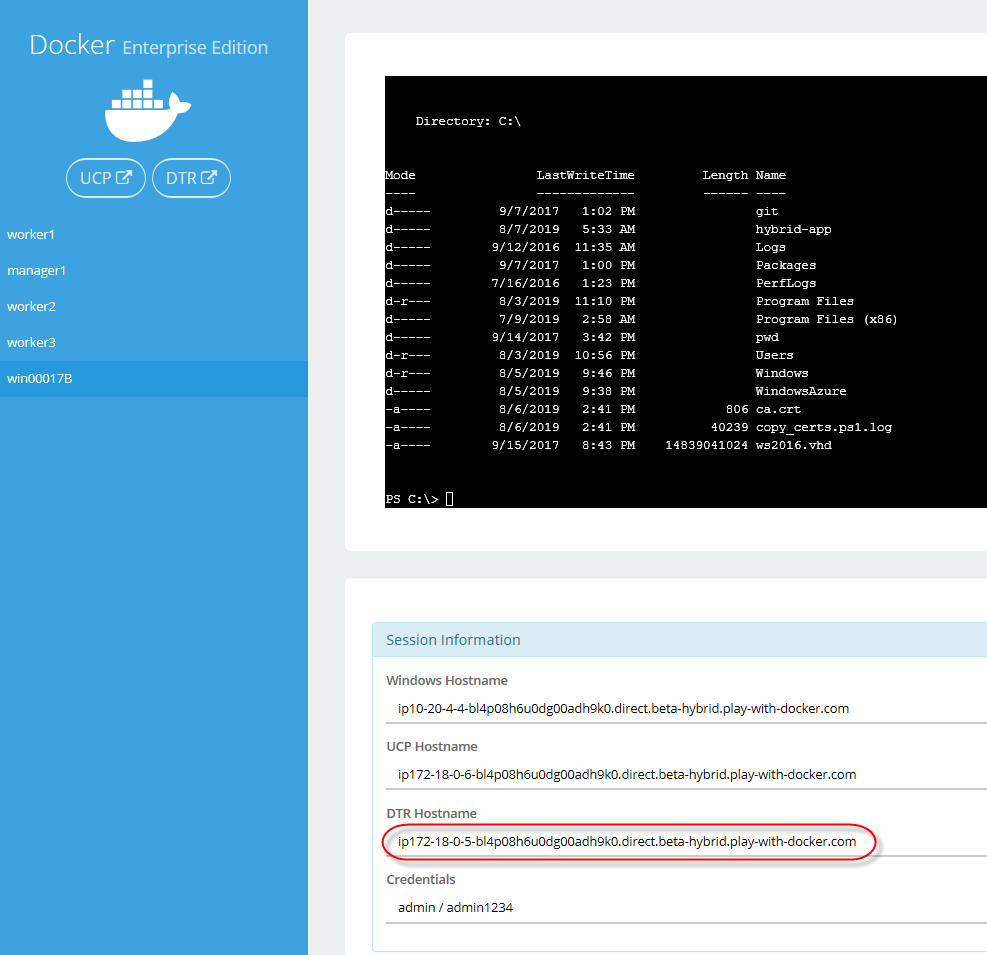 Docker Enterprise Edition
UCP
DTR
worker1
manager1
worker2
worker3
win00017B
Directory: C:\
Mode LastWriteTime Length Name
---- ------------- ------ ----
d----- 9/7/2017 1:02 PM git
d----- 8/7/2019 5:33 AM hybrid-app
d----- 9/12/2016 11:35 AM Logs
d----- 9/7/2017 1:00 PM Packages
d----- 7/16/2016 1:23 PM PerfLogs
d-r--- 8/3/2019 11:10 PM Program Files
d----- 7/9/2019 2:58 AM Program Files (x86)
d----- 9/14/2017 3:42 PM pwd
d-r--- 8/3/2019 10:56 PM Users
d-r--- 8/5/2019 9:46 PM Windows
d----- 8/5/2019 9:38 PM WindowsAzure
-a---- 8/6/2019 2:41 PM 806 ca.crt
-a---- 8/6/2019 2:41 PM 40239 copy_certs.ps1.log
-a---- 9/15/2017 8:43 PM 14839041024 ws2016.vhd
PS C:\>
Session Information
Windows Hostname
ip10-20-4-4-bl4p08h6u0dg00adh9k0.direct.beta-hybrid.play-with-docker.com
UCP Hostname
ip172-18-0-6-bl4p08h6u0dg00adh9k0.direct.beta-hybrid.play-with-docker.com
DTR Hostname
ip172-18-0-5-bl4p08h6u0dg00adh9k0.direct.beta-hybrid.play-with-docker.com
Credentials
admin / admin1234